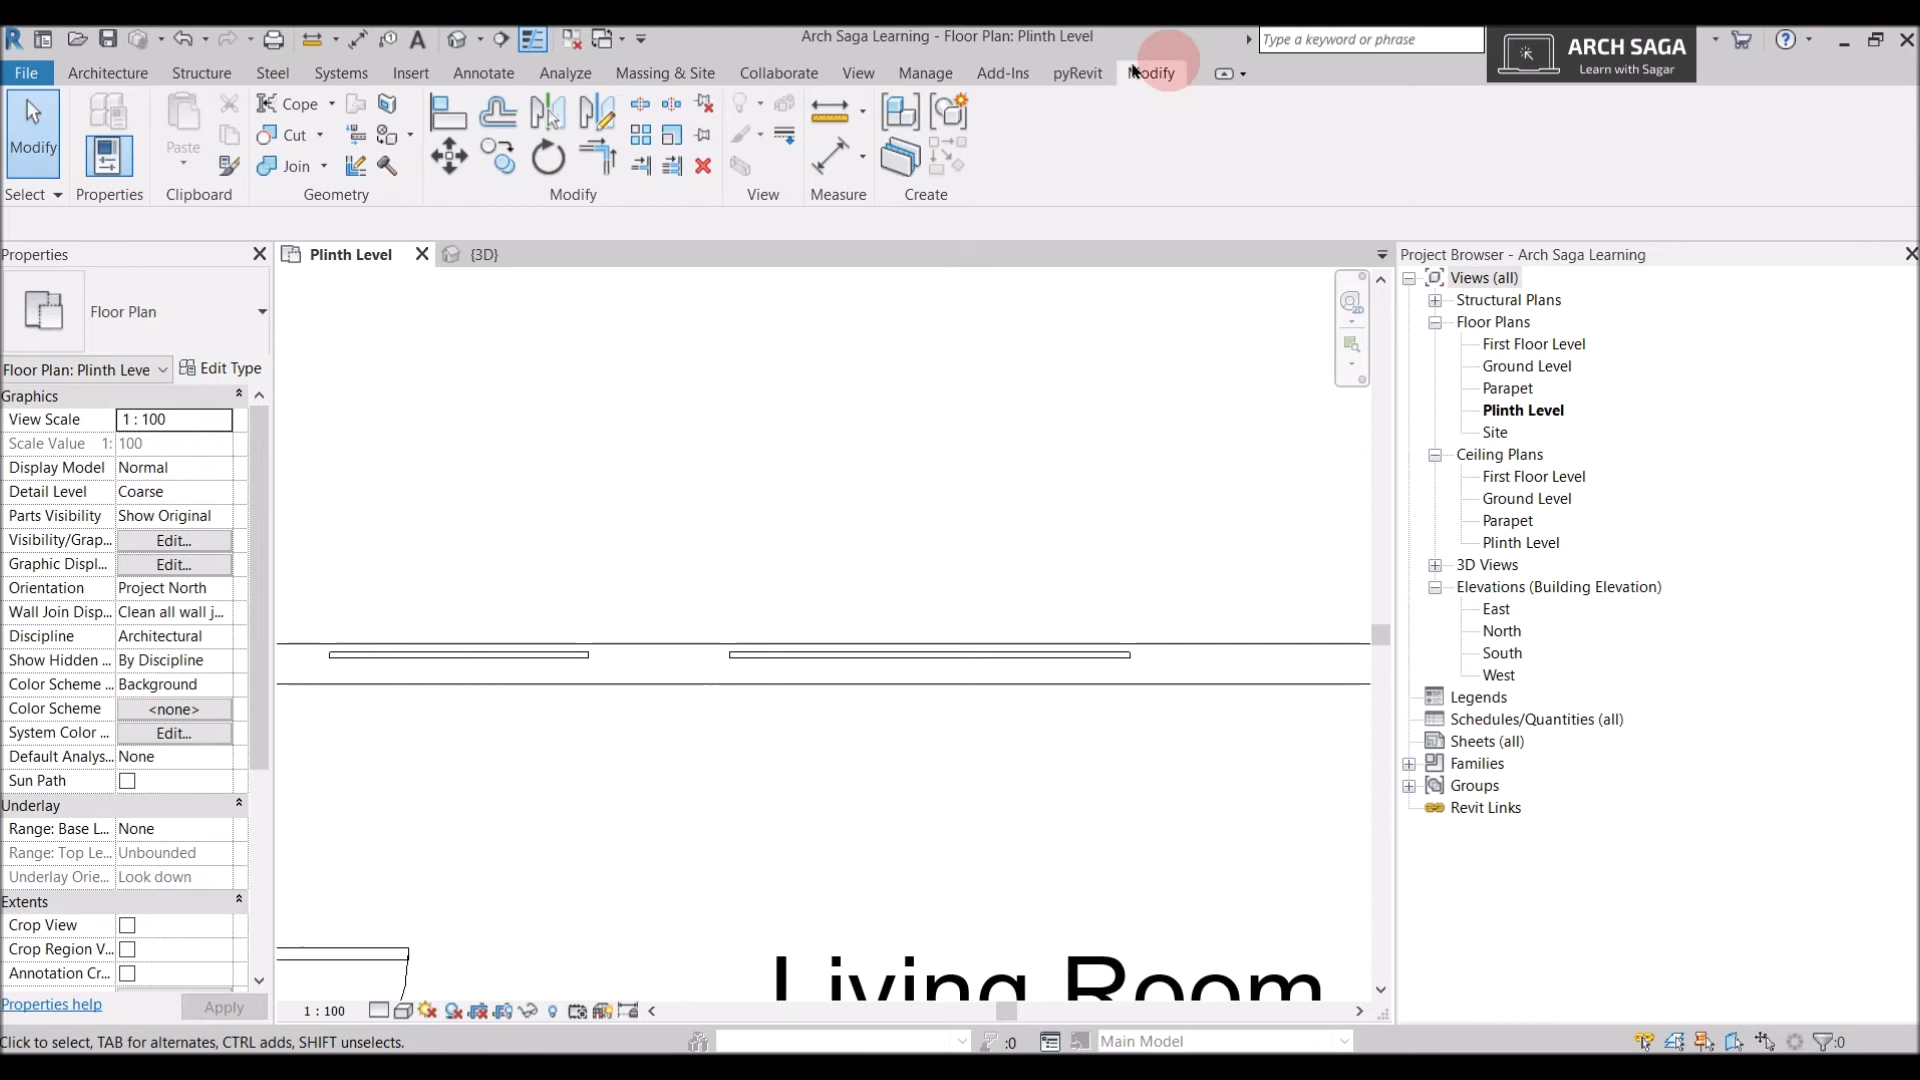 Arch Saga Learning - Floor Plan: Plinth Level
Type a keyword or phrase
ARCH SAGA
Learn with Sagar
File Architecture Structure Steel Systems Insert Annotate Analyze Massing & Site Collaborate View Manage Add-Ins pyRevit Modify
Modify
Paste
Cope
Cut
Join
Select Properties Clipboard Geometry Modify View Measure Create
Properties
Floor Plan
Floor Plan: Plinth Leve Edit Type
Graphics
View Scale 1 : 100
Scale Value 1: 100
Display Model Normal
Detail Level Coarse
Parts Visibility Show Original
Visibility/Grap... Edit...
Graphic Displ... Edit...
Orientation Project North
Wall Join Disp... Clean all wall j...
Discipline Architectural
Show Hidden ... By Discipline
Color Scheme ... Background
Color Scheme <none>
System Color ... Edit...
Default Analys... None
Sun Path
Underlay
Range: Base L... None
Range: Top Le... Unbounded
Underlay Orie... Look down
Extents
Crop View
Crop Region V...
Annotation Cr...
Properties help Apply
Plinth Level {3D}
2D
Living Room
1 : 100
Project Browser - Arch Saga Learning
Views (all)
Structural Plans
Floor Plans
First Floor Level
Ground Level
Parapet
Plinth Level
Site
Ceiling Plans
First Floor Level
Ground Level
Parapet
Plinth Level
3D Views
Elevations (Building Elevation)
East
North
South
West
Legends
Schedules/Quantities (all)
Sheets (all)
Families
Groups
Revit Links
Click to select, TAB for alternates, CTRL adds, SHIFT unselects. :0 Main Model :0